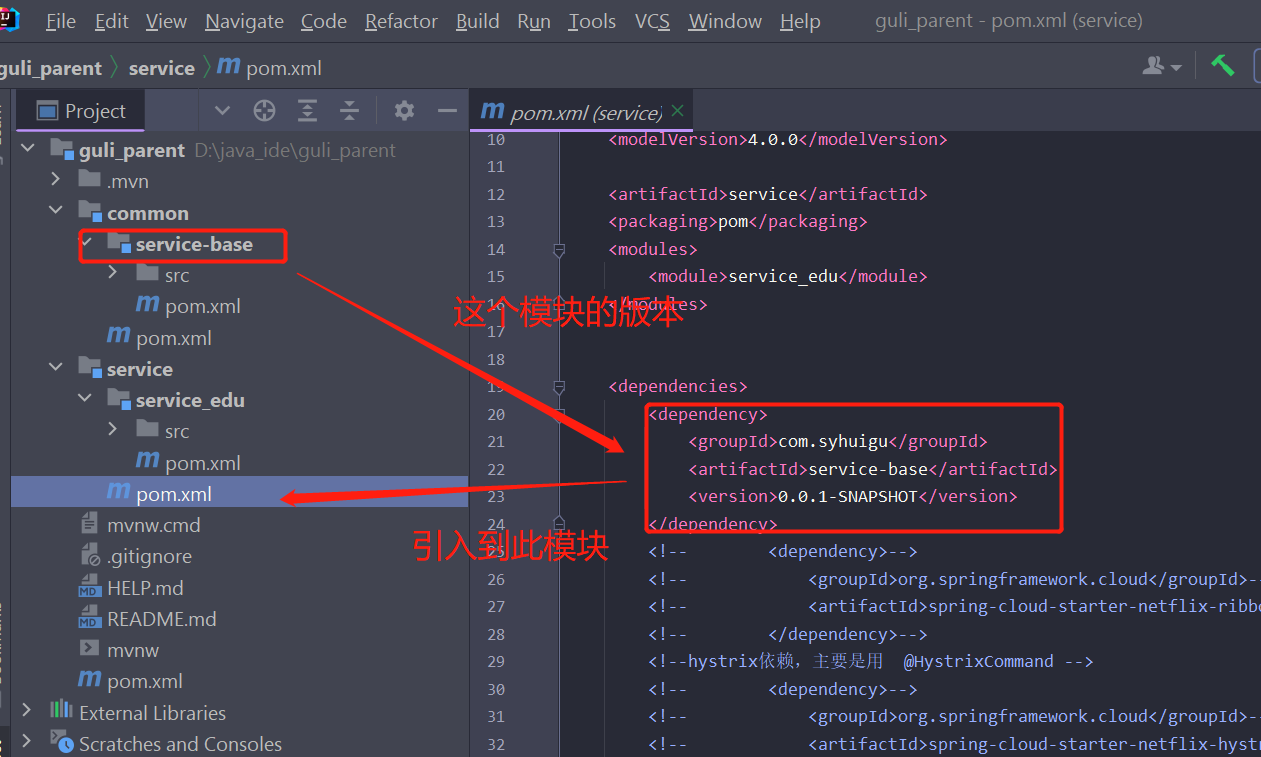 File Edit View Navigate Code Refactor Build Run Tools VCS Window Help guli_parent - pom.xml (service)
guli_parent service pom.xml
Project
pom.xml (service)
guli_parent D:\java_ide\guli_parent
.mvn
common
service-base
src
pom.xml
pom.xml
service
service_edu
src
pom.xml
pom.xml
mvnw.cmd
.gitignore
HELP.md
README.md
mvnw
pom.xml
External Libraries
Scratches and Consoles
10 <modelVersion>4.0.0</modelVersion>
11
12 <artifactId>service</artifactId>
13 <packaging>pom</packaging>
14 <modules>
15 <module>service_edu</module>
16 </modules>
17
18
19 <dependencies>
20 <dependency>
21 <groupId>com.syhuigu</groupId>
22 <artifactId>service-base</artifactId>
23 <version>0.0.1-SNAPSHOT</version>
24 </dependency>
25 <!-- <dependency>-->
26 <!-- <groupId>org.springframework.cloud</groupId>-
27 <!-- <artifactId>spring-cloud-starter-netflix-ribbo
28 <!-- </dependency>-->
29 <!--hystrix依赖，主要是用 @HystrixCommand -->
30 <!-- <dependency>-->
31 <!-- <groupId>org.springframework.cloud</groupId>-
32 <!-- <artifactId>spring-cloud-starter-netflix-hyst
这个模块的版本
引入到此模块